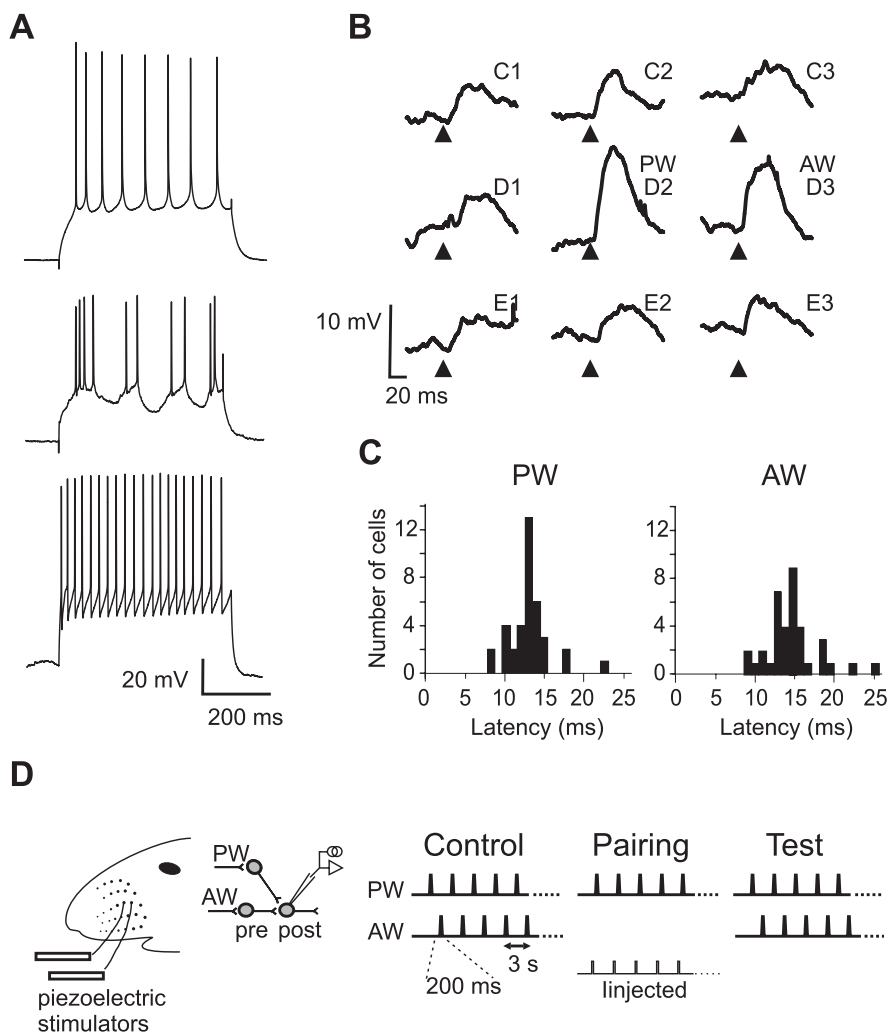 A
20 mV
200 ms
B
C1
C2
C3
D1
PW
D2
AW
D3
E1
E2
E3
10 mV
20 ms
C
PW
AW
Number of cells
12
8
4
0
0 5 10 15 20 25
Latency (ms)
12
8
4
0
0 5 10 15 20 25
Latency (ms)
D
piezoelectric
stimulators
PW
AW
pre post
Control
Pairing
Test
PW
AW
3 s
200 ms
Iinjected